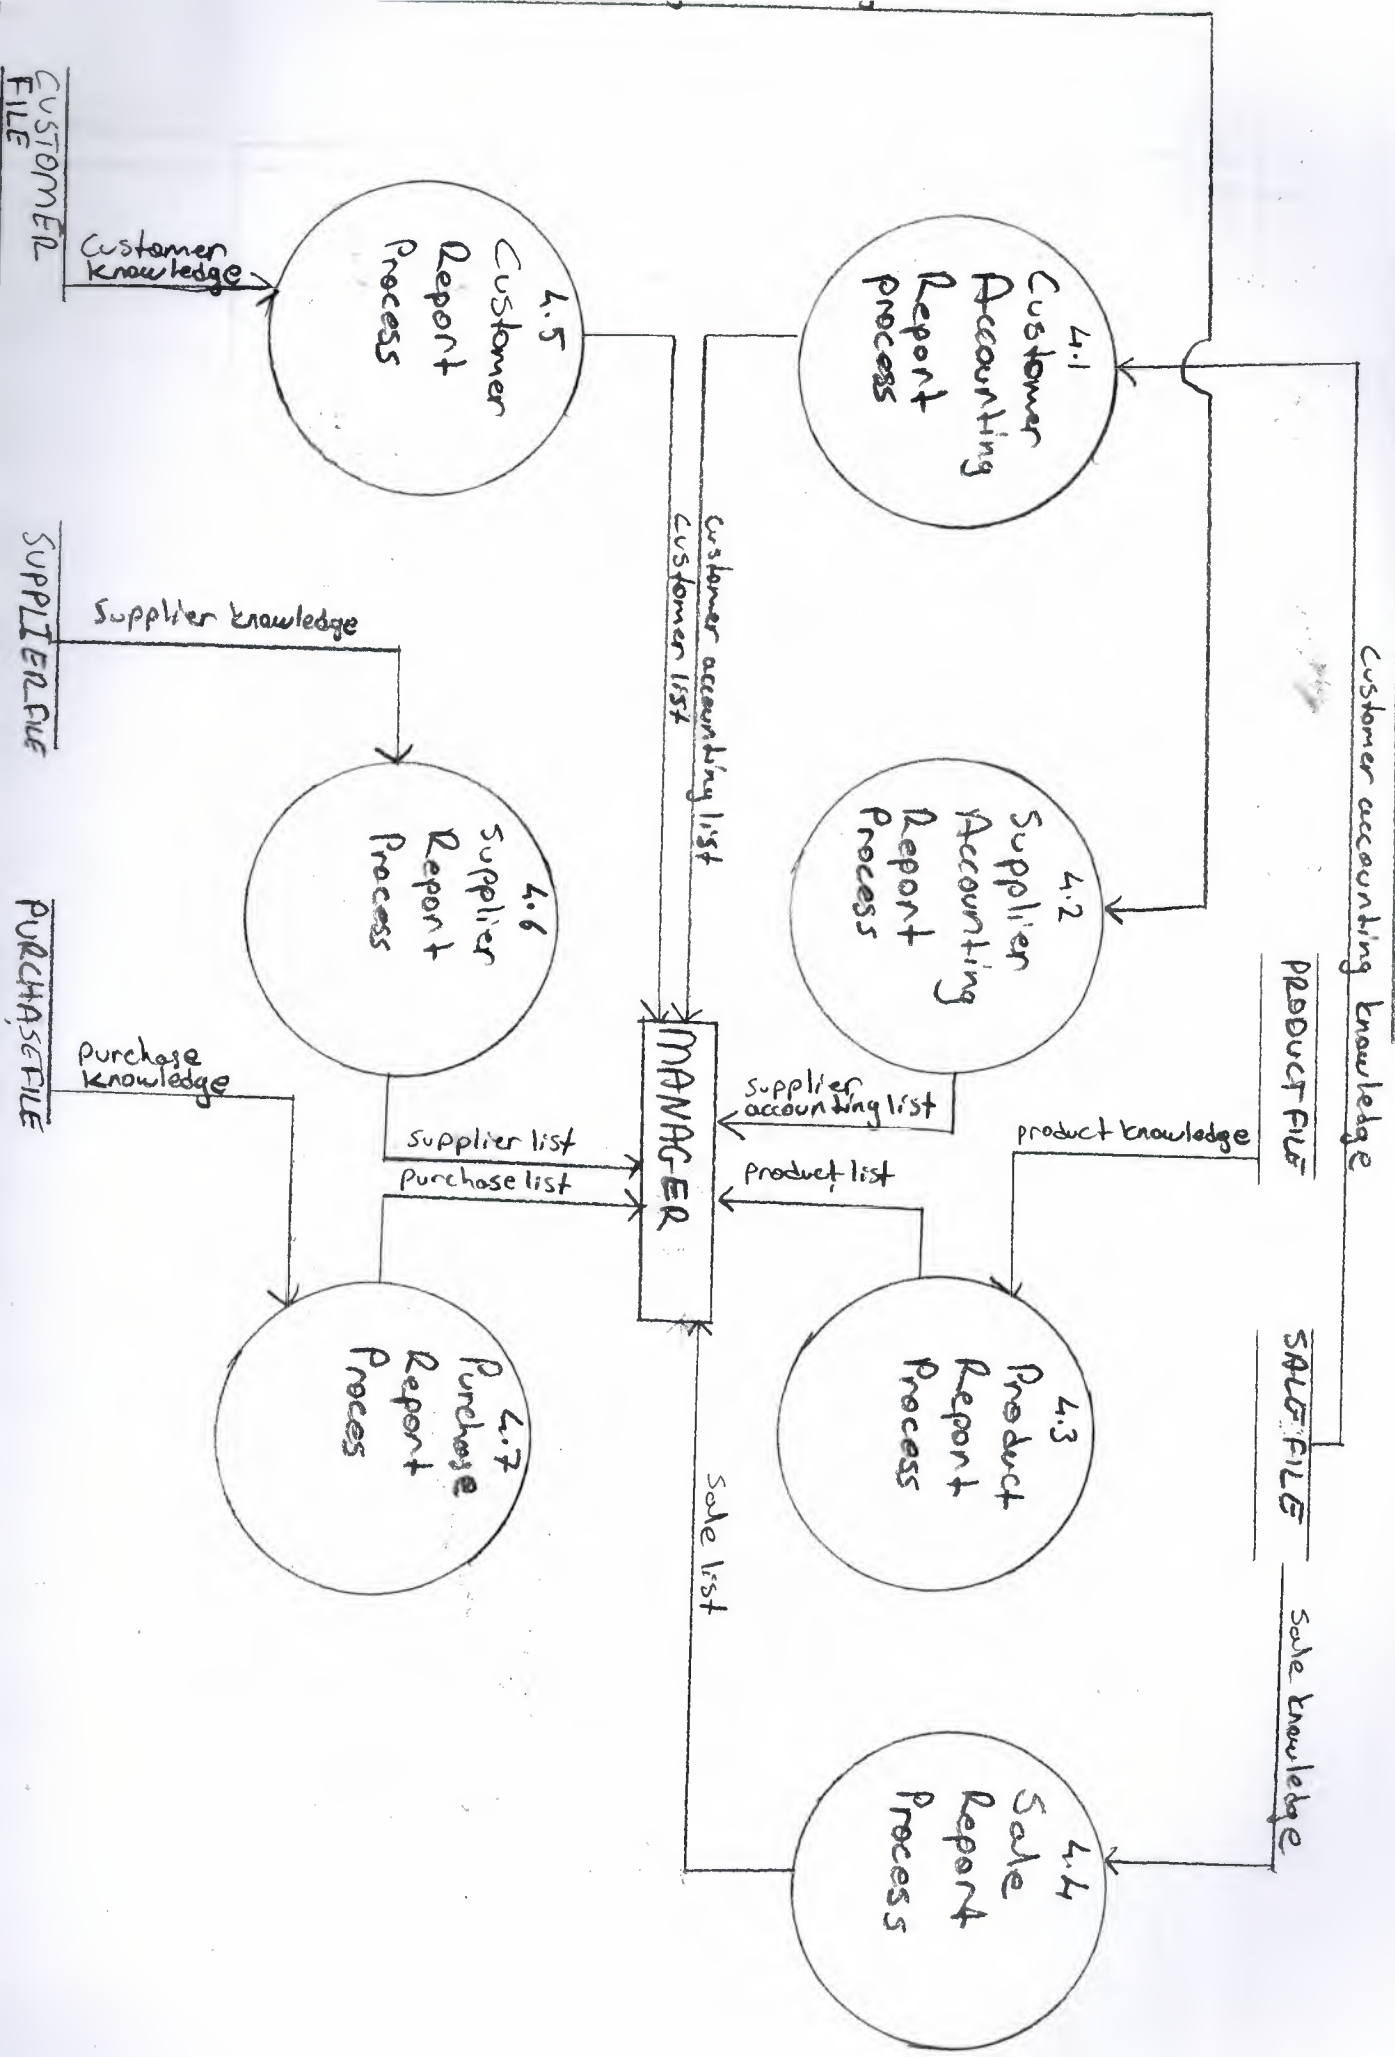 Customer accounting knowledge
PRODUCT FILE
SALE FILE
Sale knowledge
product knowledge
4.1
Customer
Accounting
Report
process
4.2
Supplier
Accounting
Report
Process
4.3
Product
Report
Process
4.4
Sale
Report
Process
supplier
accounting list
product list
customer accounting list
customer list
MANAGER
Sale list
supplier list
purchase list
4.5
Customer
Report
Process
4.6
Supplier
Report
Process
4.7
Purchase
Report
Process
Customer
knowledge
Supplier knowledge
purchase
knowledge
CUSTOMER
FILE
SUPPLIER FILE
PURCHASE FILE